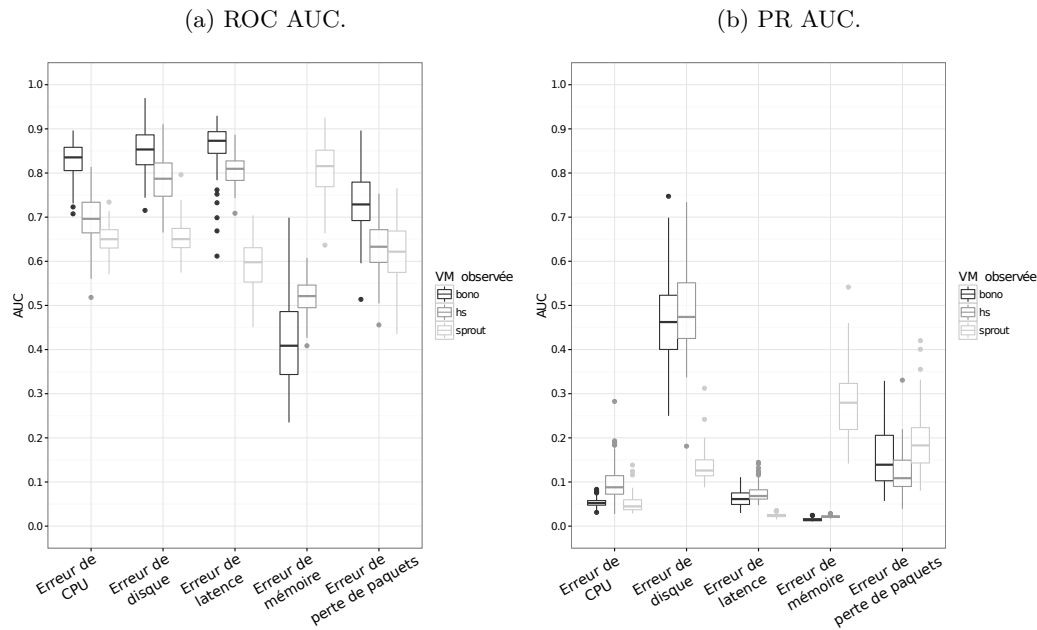 (a) ROC AUC.
1.0
0.9
0.8
0.7
0.6
0.5
0.4
0.3
0.2
0.1
0.0
AUC
Erreur de
CPU
Erreur de
disque
Erreur de
latence
Erreur de
mémoire
Erreur de
perte de paquets
VM observée
bono
hs
sprout
(b) PR AUC.
1.0
0.9
0.8
0.7
0.6
0.5
0.4
0.3
0.2
0.1
0.0
AUC
Erreur de
CPU
Erreur de
disque
Erreur de
latence
Erreur de
mémoire
Erreur de
perte de paquets
VM observée
bono
hs
sprout